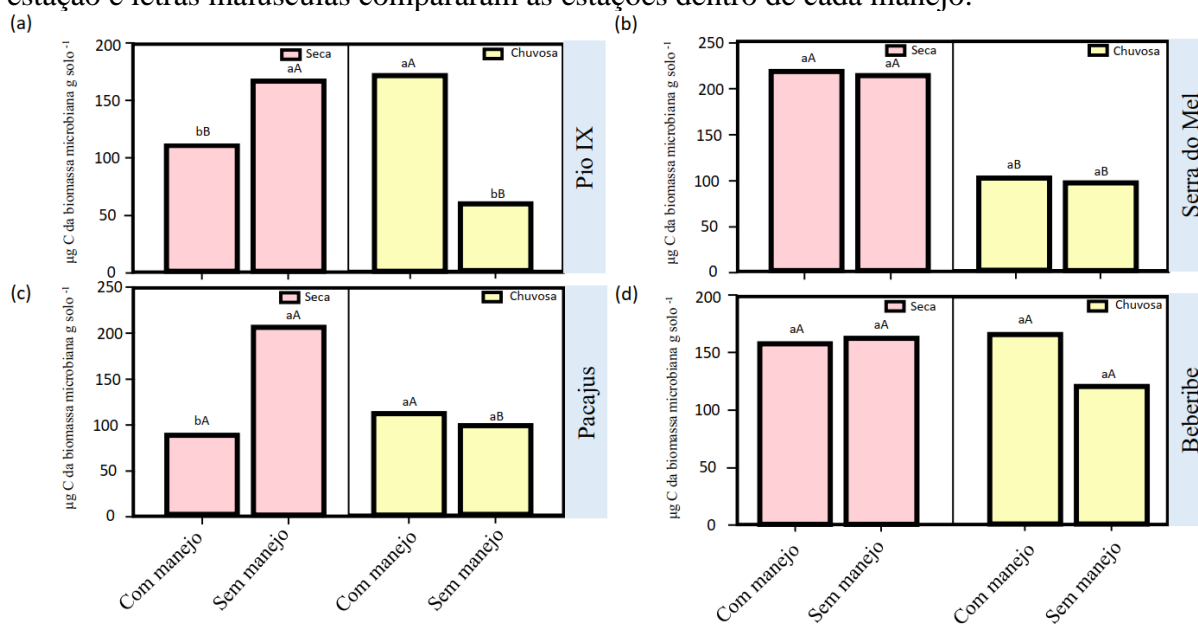 estação e letras maiúsculas compararam as estações dentro de cada manejo.
(a)
µg C da biomassa microbiana g solo -1
200
150
100
50
0
Seca
Chuvosa
bB
aA
aA
bB
Pio IX
(b)
µg C da biomassa microbiana g solo -1
250
200
150
100
50
0
Seca
Chuvosa
aA
aA
aB
aB
Serra do Mel
(c)
µg C da biomassa microbiana g solo -1
250
200
150
100
50
0
Seca
Chuvosa
bA
aA
aA
aB
Pacajus
Com manejo
Sem manejo
Com manejo
Sem manejo
(d)
µg C da biomassa microbiana g solo -1
200
150
100
50
0
Seca
Chuvosa
aA
aA
aA
aA
Beberibe
Com manejo
Sem manejo
Com manejo
Sem manejo